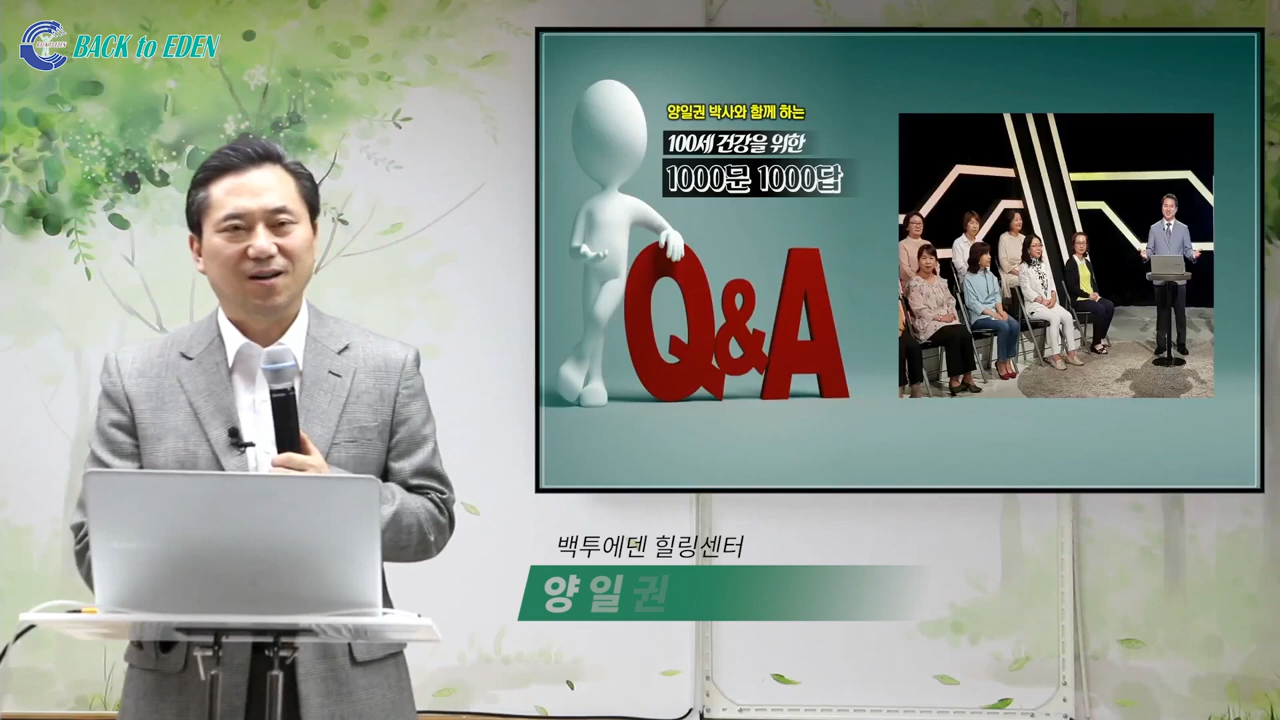 BACK to EDEN
양일권 박사와 함께 하는
100세 건강을 위한
1000문 1000답
Q&A
백투에덴 힐링센터
양일권